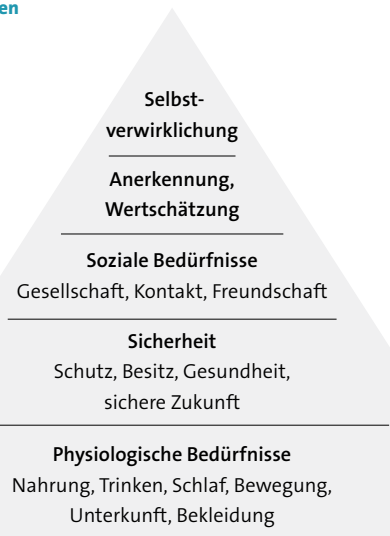 en
Selbst-
verwirklichung
Anerkennung,
Wertschätzung
Soziale Bedürfnisse
Gesellschaft, Kontakt, Freundschaft
Sicherheit
Schutz, Besitz, Gesundheit,
sichere Zukunft
Physiologische Bedürfnisse
Nahrung, Trinken, Schlaf, Bewegung,
Unterkunft, Bekleidung